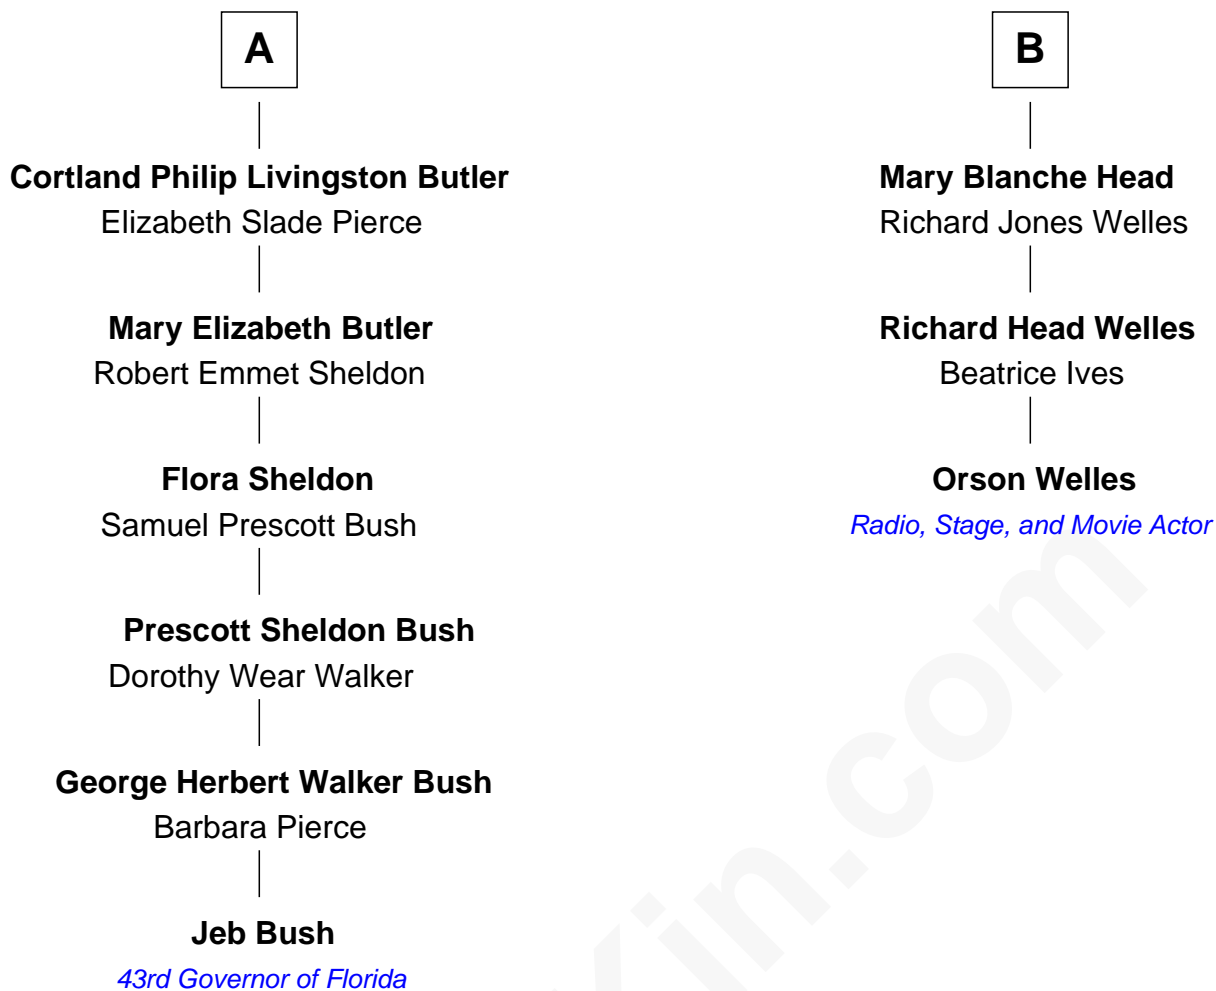 A
Cortland Philip Livingston Butler
Elizabeth Slade Pierce
Mary Elizabeth Butler
Robert Emmet Sheldon
Flora Sheldon
Samuel Prescott Bush
Prescott Sheldon Bush
Dorothy Wear Walker
George Herbert Walker Bush
Barbara Pierce
Jeb Bush
43rd Governor of Florida
B
Mary Blanche Head
Richard Jones Welles
Richard Head Welles
Beatrice Ives
Orson Welles
Radio, Stage, and Movie Actor
Kin.com